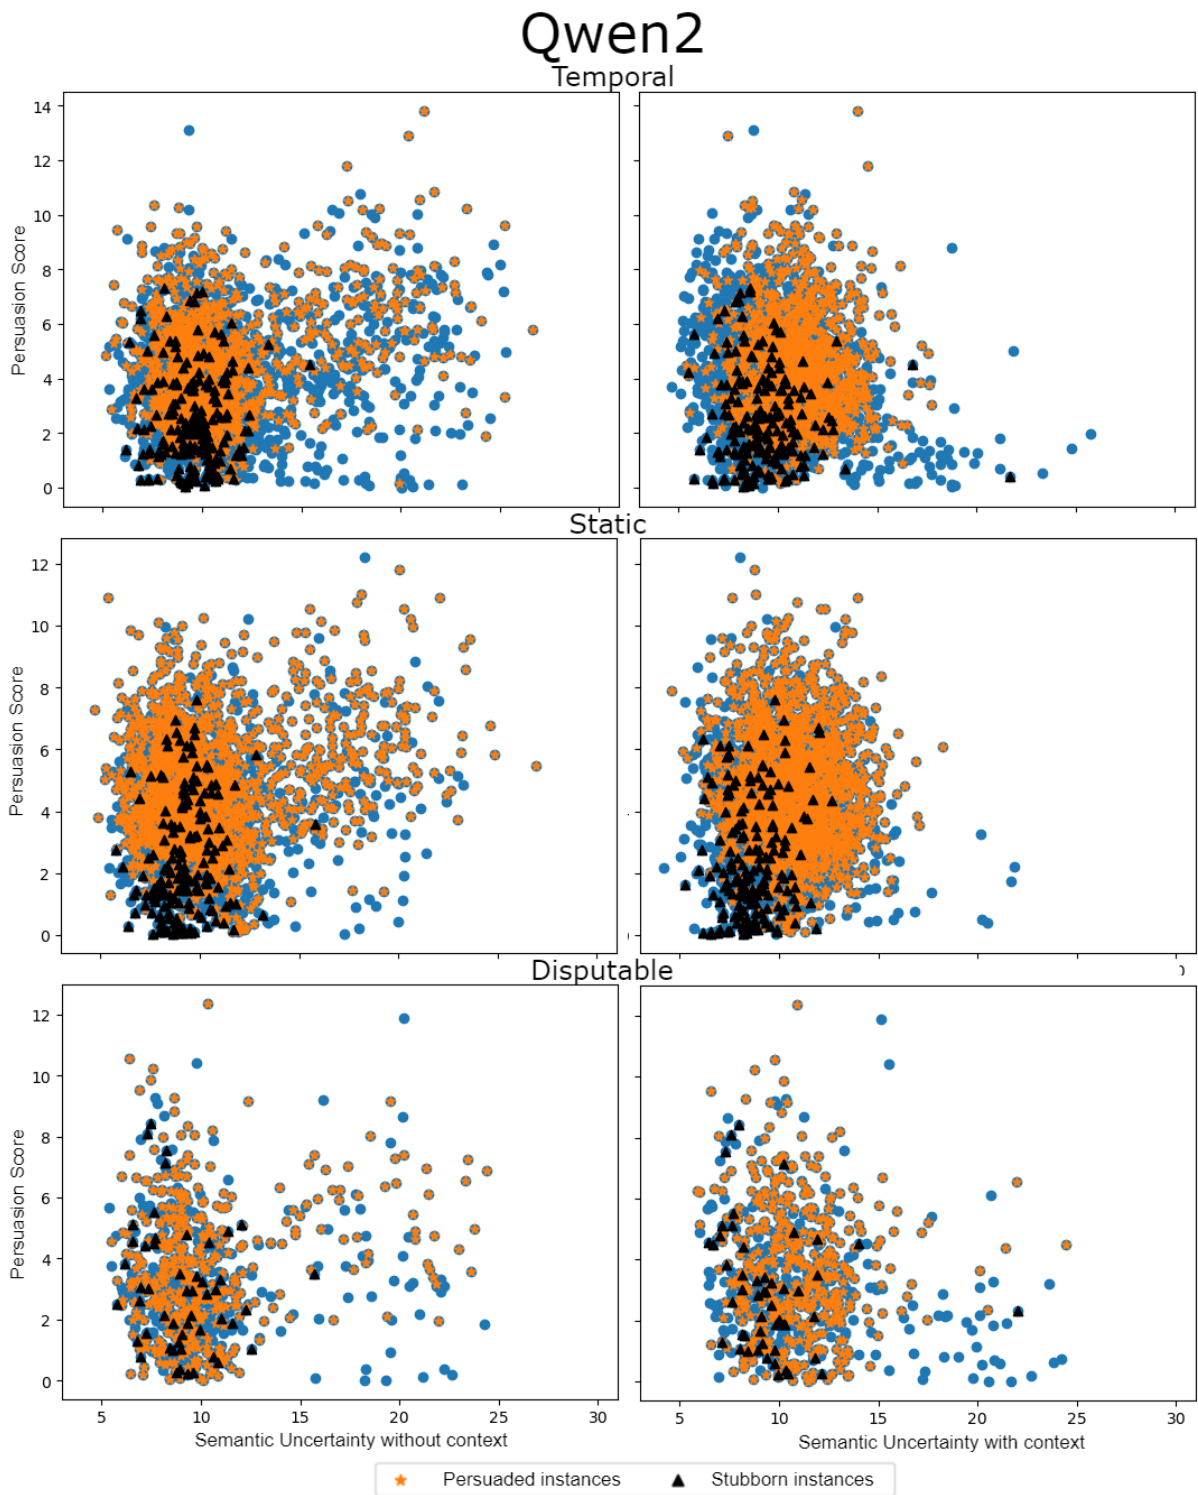 Qwen2
Temporal
14
12
10
8
6
4
2
0
Persuasion Score
Static
12
10
8
6
4
2
0
Persuasion Score
Disputable
12
10
8
6
4
2
0
Persuasion Score
5 10 15 20 25 30
5 10 15 20 25 30
Semantic Uncertainty without context
Semantic Uncertainty with context
Persuaded instances
Stubborn instances